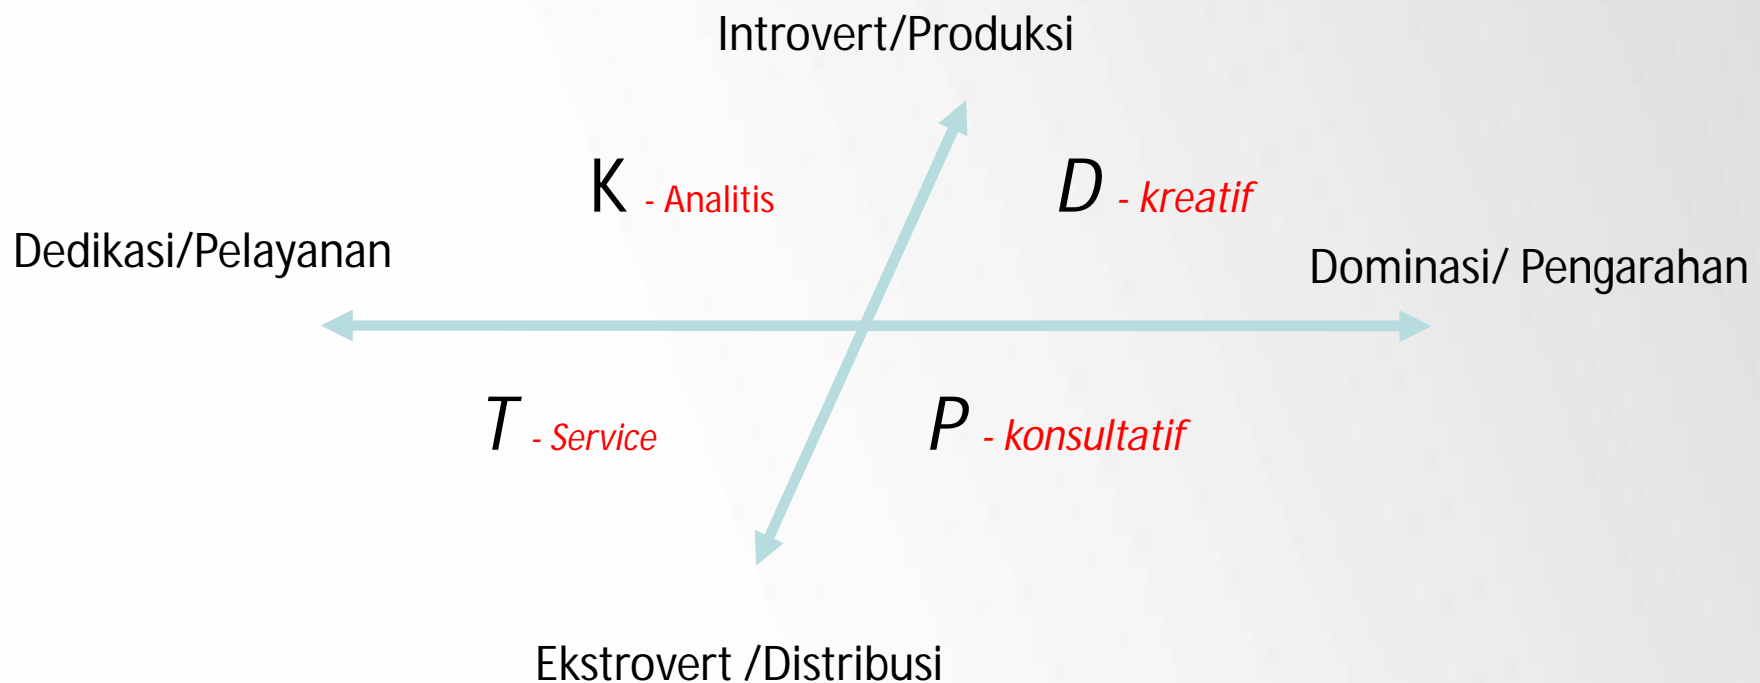 Introvert/Produksi
K - Analitis
D - kreatif
Dedikasi/Pelayanan
Dominasi/ Pengarahan
T - Service
P - konsultatif
Ekstrovert /Distribusi